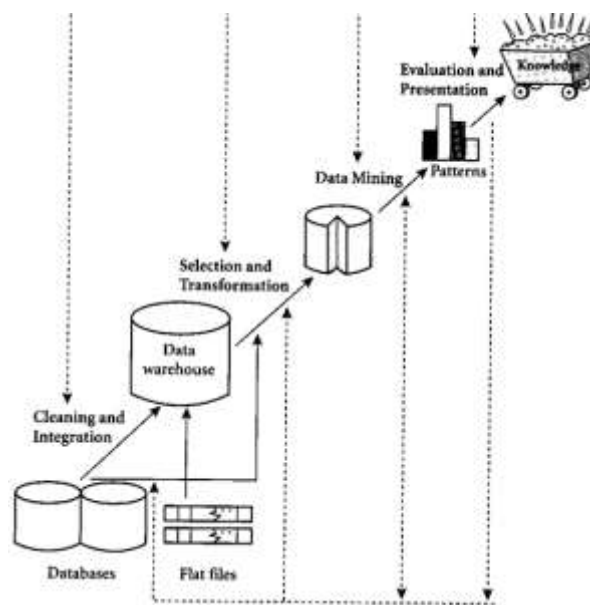 Evaluation and
Presentation
Knowledge
Patterns
Data Mining
Selection and
Transformation
Data
warehouse
Cleaning and
Integration
Databases
Flat files